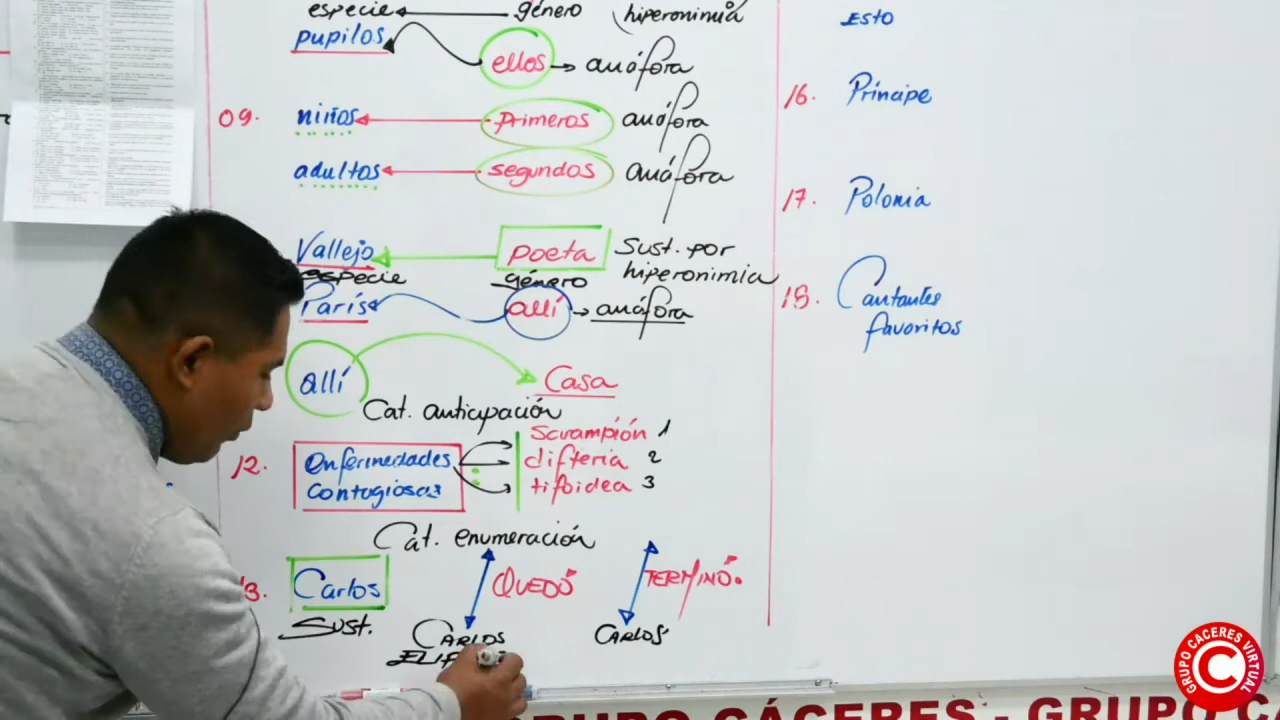 especie género (hiperonimia)
pupilos ellos → anáfora
09. niños primeros anáfora
adultos segundos anáfora
Vallejo poeta Sust. por
especie género hiperonimia
París allí → anáfora
allí Casa
Cat. anticipación
12. Enfermedades Contagiosas
Sarampión 1
difteria 2
tifoidea 3
Cat. enumeración
Carlos QUEDÓ TERMINÓ.
Sust. CARLOS CARLOS
ESTO
16. Príncipe
17. Polonia
18. Cantantes
favoritos
GRUPO CACERES VIRTUAL
C
GRUPO CÁCERES - GRUPO